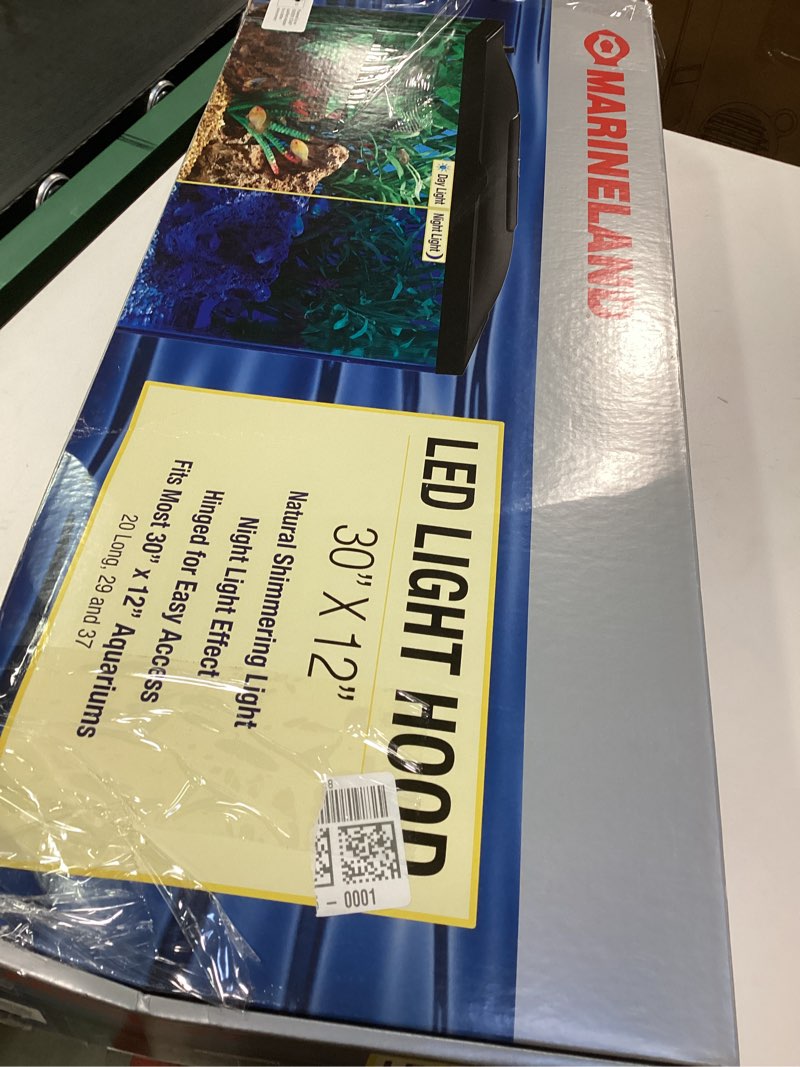 MARINELAND
Day Light
Night Light
LED LIGHT HOOD
30" X 12"
Natural Shimmering Light
Night Light Effect
Hinged for Easy Access
Fits Most 30" x 12" Aquariums
20 Long, 29 and 37
- 0001